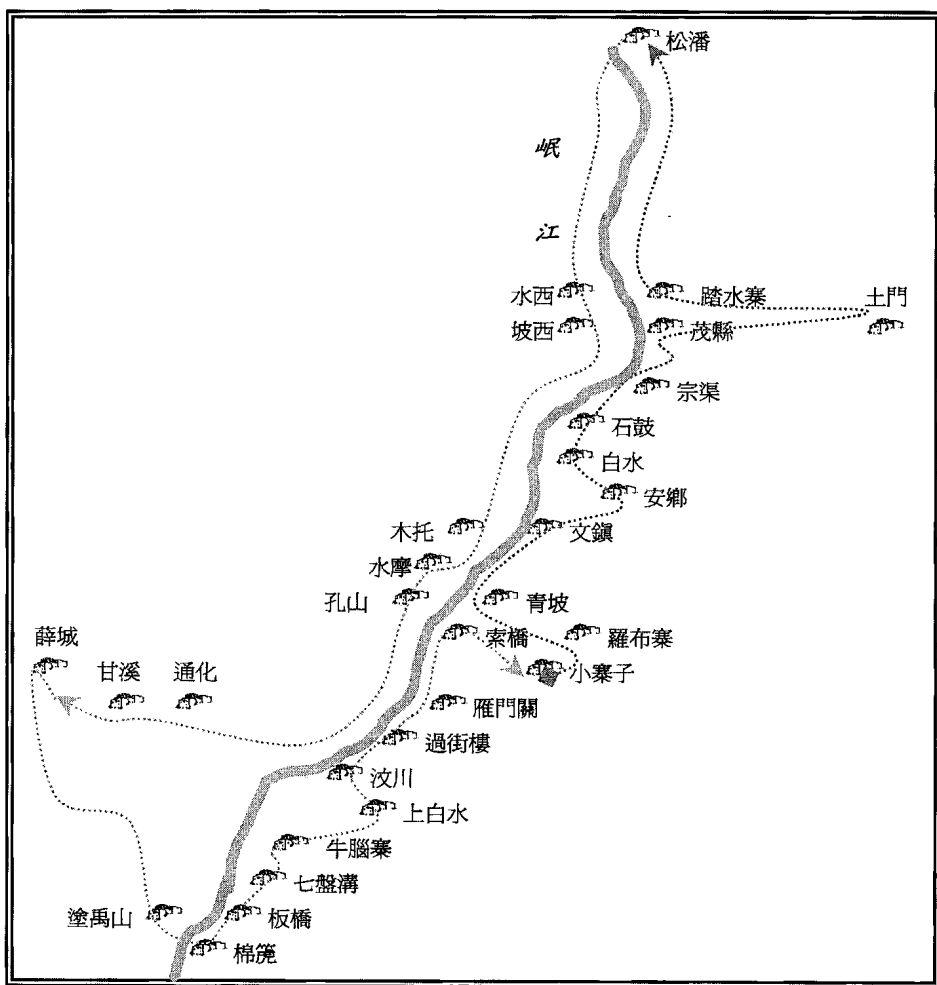 松潘
岷
江
水西
踏水寨
土門
坡西
茂縣
宗渠
石鼓
白水
安鄉
木托
文鎭
水摩
孔山
青坡
薛城
索橋
羅布寨
甘溪
通化
小寨子
雁門關
過街樓
汶川
上白水
牛腦寨
七盤溝
塗禹山
板橋
棉箎